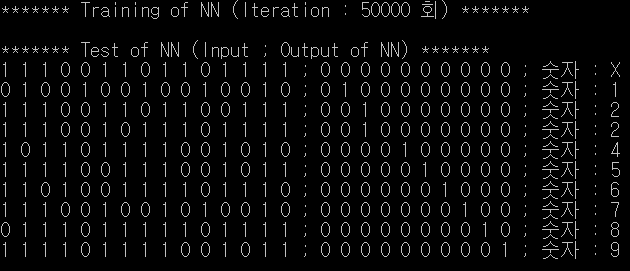 ******* Training of NN (Iteration : 50000 회) *******
******* Test of NN (Input ; Output of NN) *******
1 1 1 0 0 1 1 0 1 1 0 1 1 1 1 ; 0 0 0 0 0 0 0 0 0 0 ; 숫자 : X
0 1 0 0 1 0 0 1 0 0 1 0 0 1 0 ; 0 1 0 0 0 0 0 0 0 0 ; 숫자 : 1
1 1 1 0 0 1 1 0 1 1 0 0 1 1 1 ; 0 0 1 0 0 0 0 0 0 0 ; 숫자 : 2
1 1 1 0 0 1 0 1 1 1 0 0 1 1 1 ; 0 0 1 0 0 0 0 0 0 0 ; 숫자 : 2
1 0 1 1 0 1 1 1 1 0 0 1 0 1 0 ; 0 0 0 0 1 0 0 0 0 0 ; 숫자 : 4
1 1 1 1 0 0 1 1 1 0 0 1 0 1 1 ; 0 0 0 0 0 1 0 0 0 0 ; 숫자 : 5
1 1 0 1 0 0 1 1 1 1 0 1 1 1 1 ; 0 0 0 0 0 0 1 0 0 0 ; 숫자 : 6
1 1 1 0 0 1 0 0 1 0 1 0 0 1 0 ; 0 0 0 0 0 0 0 1 0 0 ; 숫자 : 7
0 1 1 1 0 1 1 1 1 1 0 1 0 1 1 ; 0 0 0 0 0 0 0 0 1 0 ; 숫자 : 8
1 1 1 1 0 1 1 1 1 0 0 1 0 0 1 ; 0 0 0 0 0 0 0 0 0 1 ; 숫자 : 9